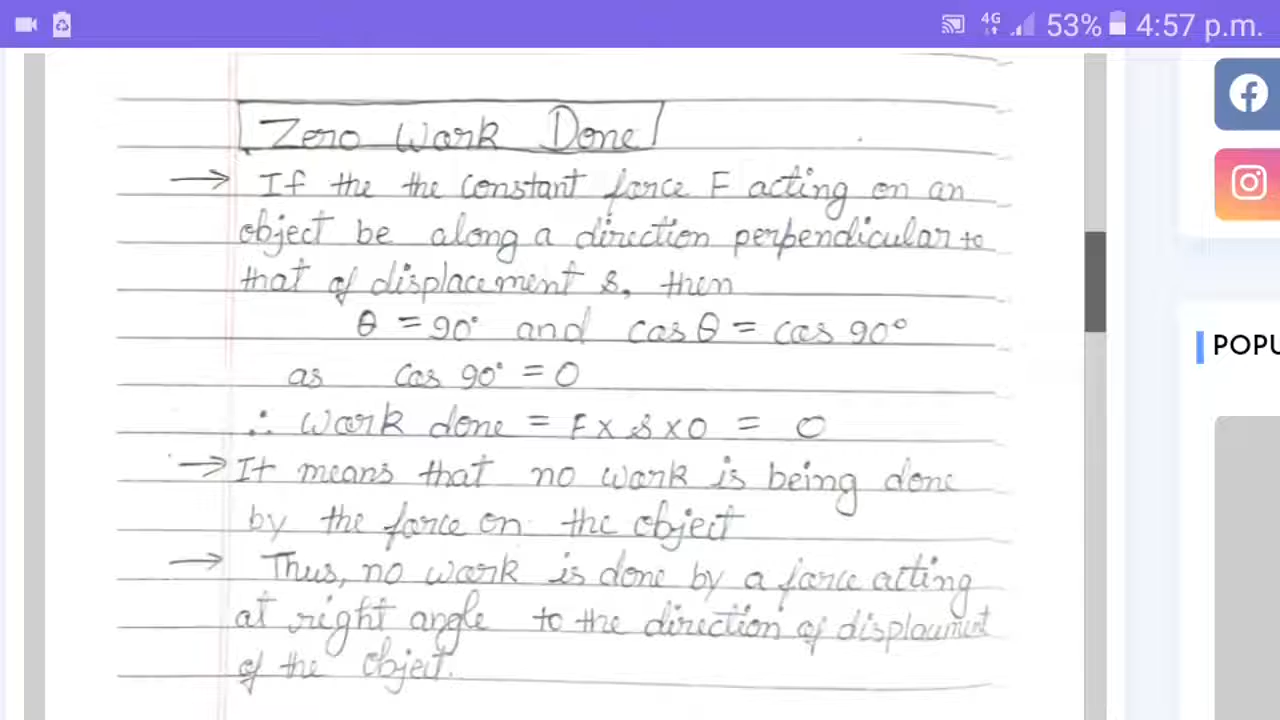 4G 53% 4:57 p.m.
Zero Work Done
→ If the the constant force F acting on an
object be along a direction perpendicular to
that of displacement s, then
θ = 90° and cos θ = cos 90°
as cos 90° = 0
∴ work done = F x s x 0 = 0
→ It means that no work is being done
by the force on the object
→ Thus, no work is done by a force acting
at right angle to the direction of displacement
of the object.
POPU